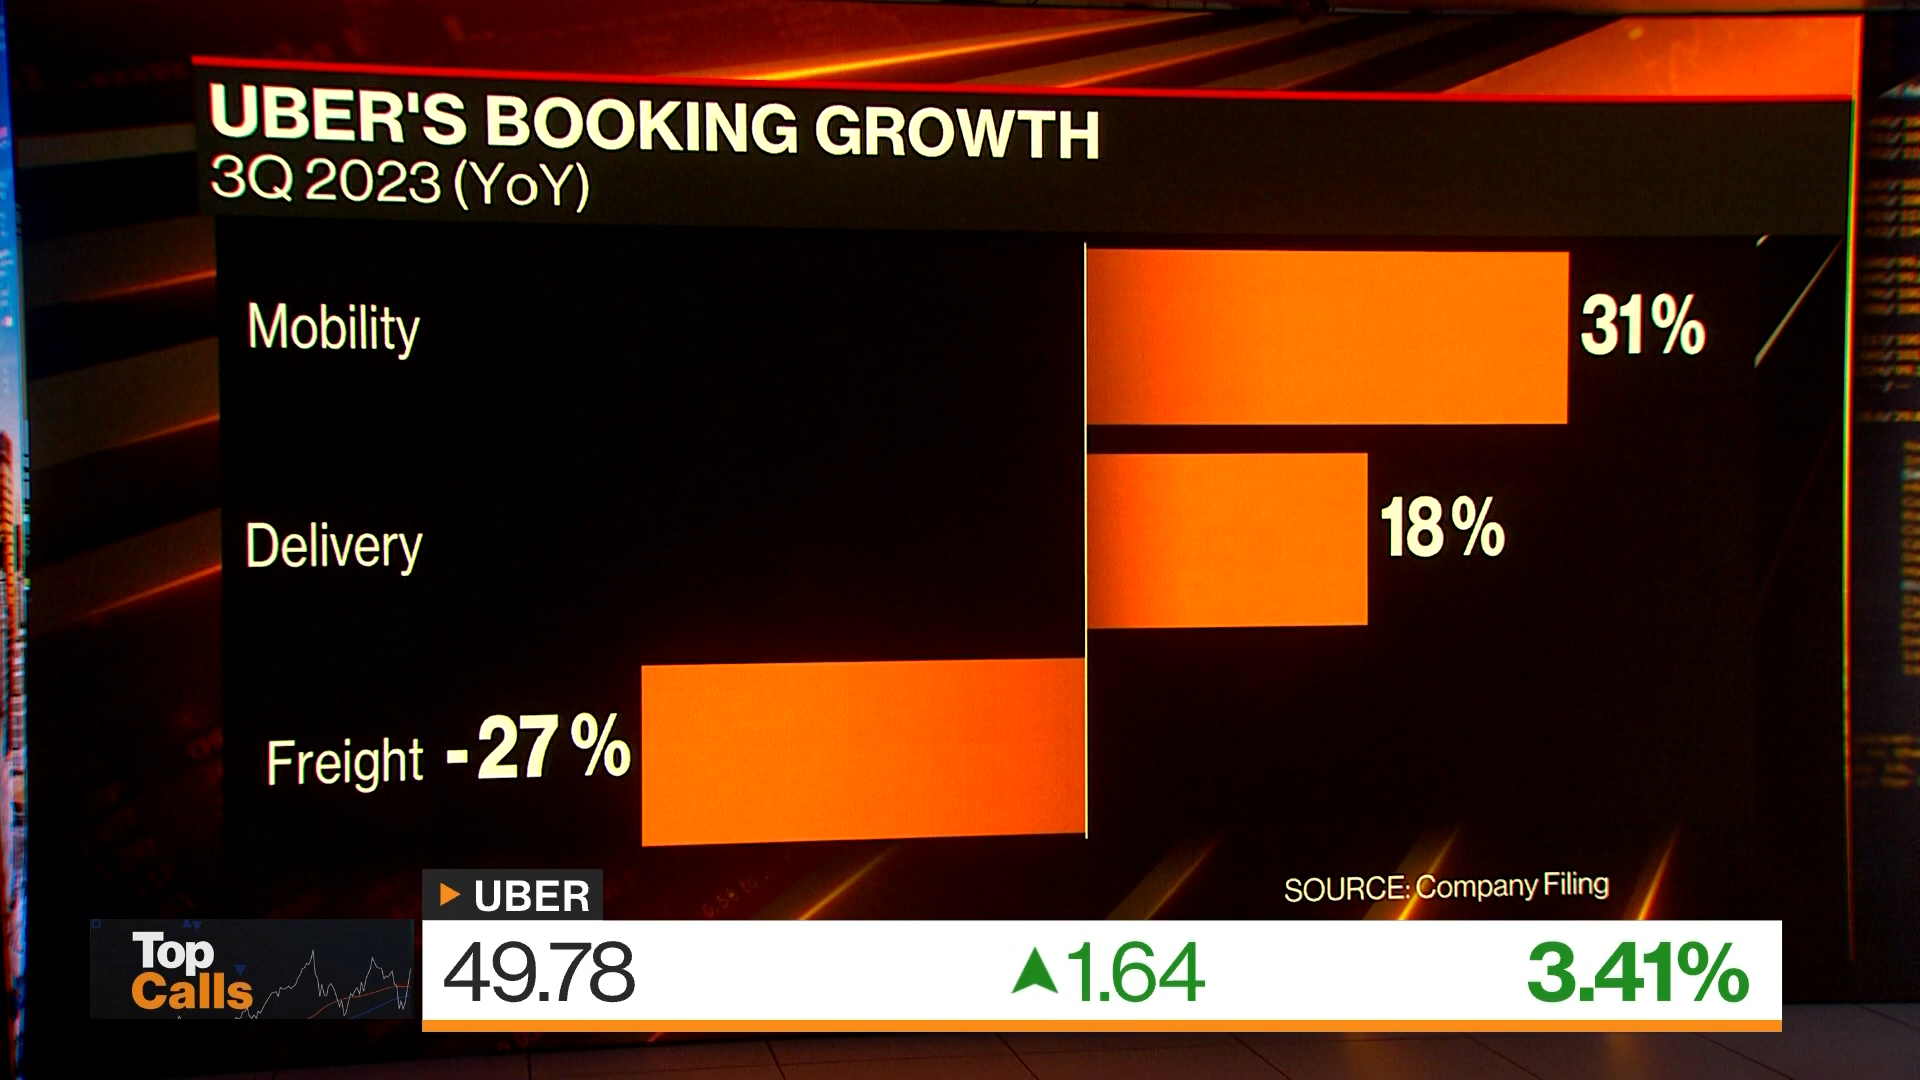 UBER'S BOOKING GROWTH
3Q 2023 (YoY)
Mobility 31%
Delivery 18%
Freight -27%
SOURCE: Company Filing
UBER
Top
Calls
49.78 1.64 3.41%